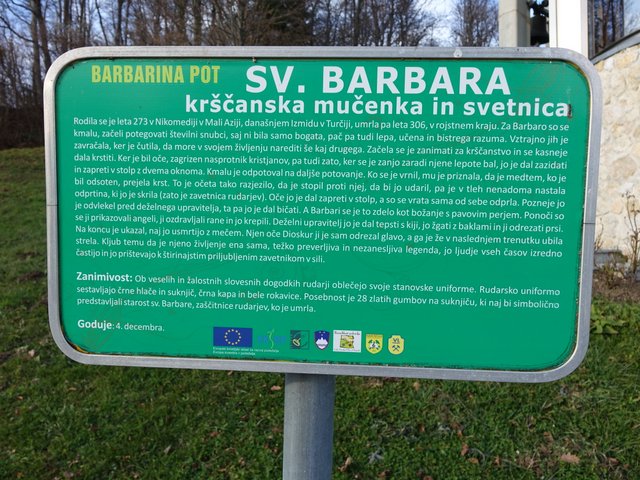 BARBARINA POT
SV. BARBARA
krščanska mučenka in svetnica
Rodila se je leta 273 v Nikomediji v Mali Aziji, današnjem Izmidu v Turčiji, umrla pa leta 306, v rojstnem kraju. Za Barbaro so se
kmalu, začeli potegovati številni snubci, saj ni bila samo bogata, pač pa tudi lepa, učena in bistrega razuma. Vztrajno jih je
zavračala, ker je čutila, da more v svojem življenju narediti še kaj drugega. Začela se je zanimati za krščanstvo in se kasneje
dala krstiti. Ker je bil oče, zagrizen nasprotnik kristjanov, pa tudi zato, ker se je zanjo zaradi njene lepote bal, jo je dal zazidati
in zapreti v stolp z dvema oknoma. Kmalu je odpotoval na daljše potovanje. Ko se je vrnil, mu je priznala, da je medtem, ko je
bil odsoten, prejela krst. To je očeta tako razjezilo, da je stopil proti njej, da bi jo udaril, pa je v tleh nenadoma nastala
odprtina, ki jo je skrila (zato je zavetnica rudarjev). Oče jo je dal zapreti v stolp, a so se vrata sama od sebe odprla. Pozneje jo
je odvlekel pred deželnega upravitelja, ta pa jo je dal bičati. A Barbari se je to zdelo kot božanje s pavovim perjem. Ponoči so
se ji prikazovali angelji, ji ozdravljali rane in jo krepili. Deželni upravitelj jo je dal tepsti s kiji, jo žgati z baklami in ji odrezati prsi.
Na koncu je ukazal, naj jo usmrtijo z mečem. Njen oče Dioskur ji je sam odrezal glavo, a ga je že v naslednjem trenutku ubila
strela. Kljub temu da je njeno življenje ena sama, težko preverljiva in nezanesljiva legenda, jo ljudje vseh časov izredno
častijo in jo prištevajo k štirinajstim priljubljenim zavetnikom v sili.
Zanimivost: Ob veselih in žalostnih slovesnih dogodkih rudarji oblečejo svoje stanovske uniforme. Rudarsko uniformo
sestavljajo črne hlače in suknjič, črna kapa in bele rokavice. Posebnost je 28 zlatih gumbov na suknjiču, ki naj bi simbolično
predstavljali starost sv. Barbare, zaščitnice rudarjev, ko je umrla.
Goduje: 4. decembra.